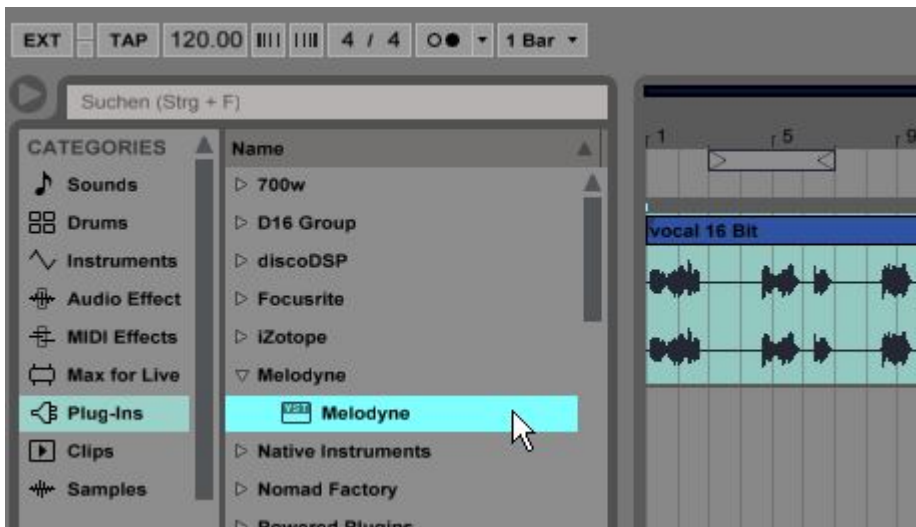 EXT TAP 120.00 4 / 4 1 Bar
Suchen (Strg + F)
CATEGORIES
Sounds
Drums
Instruments
Audio Effect
MIDI Effects
Max for Live
Plug-Ins
Clips
Samples
Name
700w
D16 Group
discoDSP
Focusrite
iZotope
Melodyne
VST Melodyne
Native Instruments
Nomad Factory
Powered Plugins
1 5 9
vocal 16 Bit